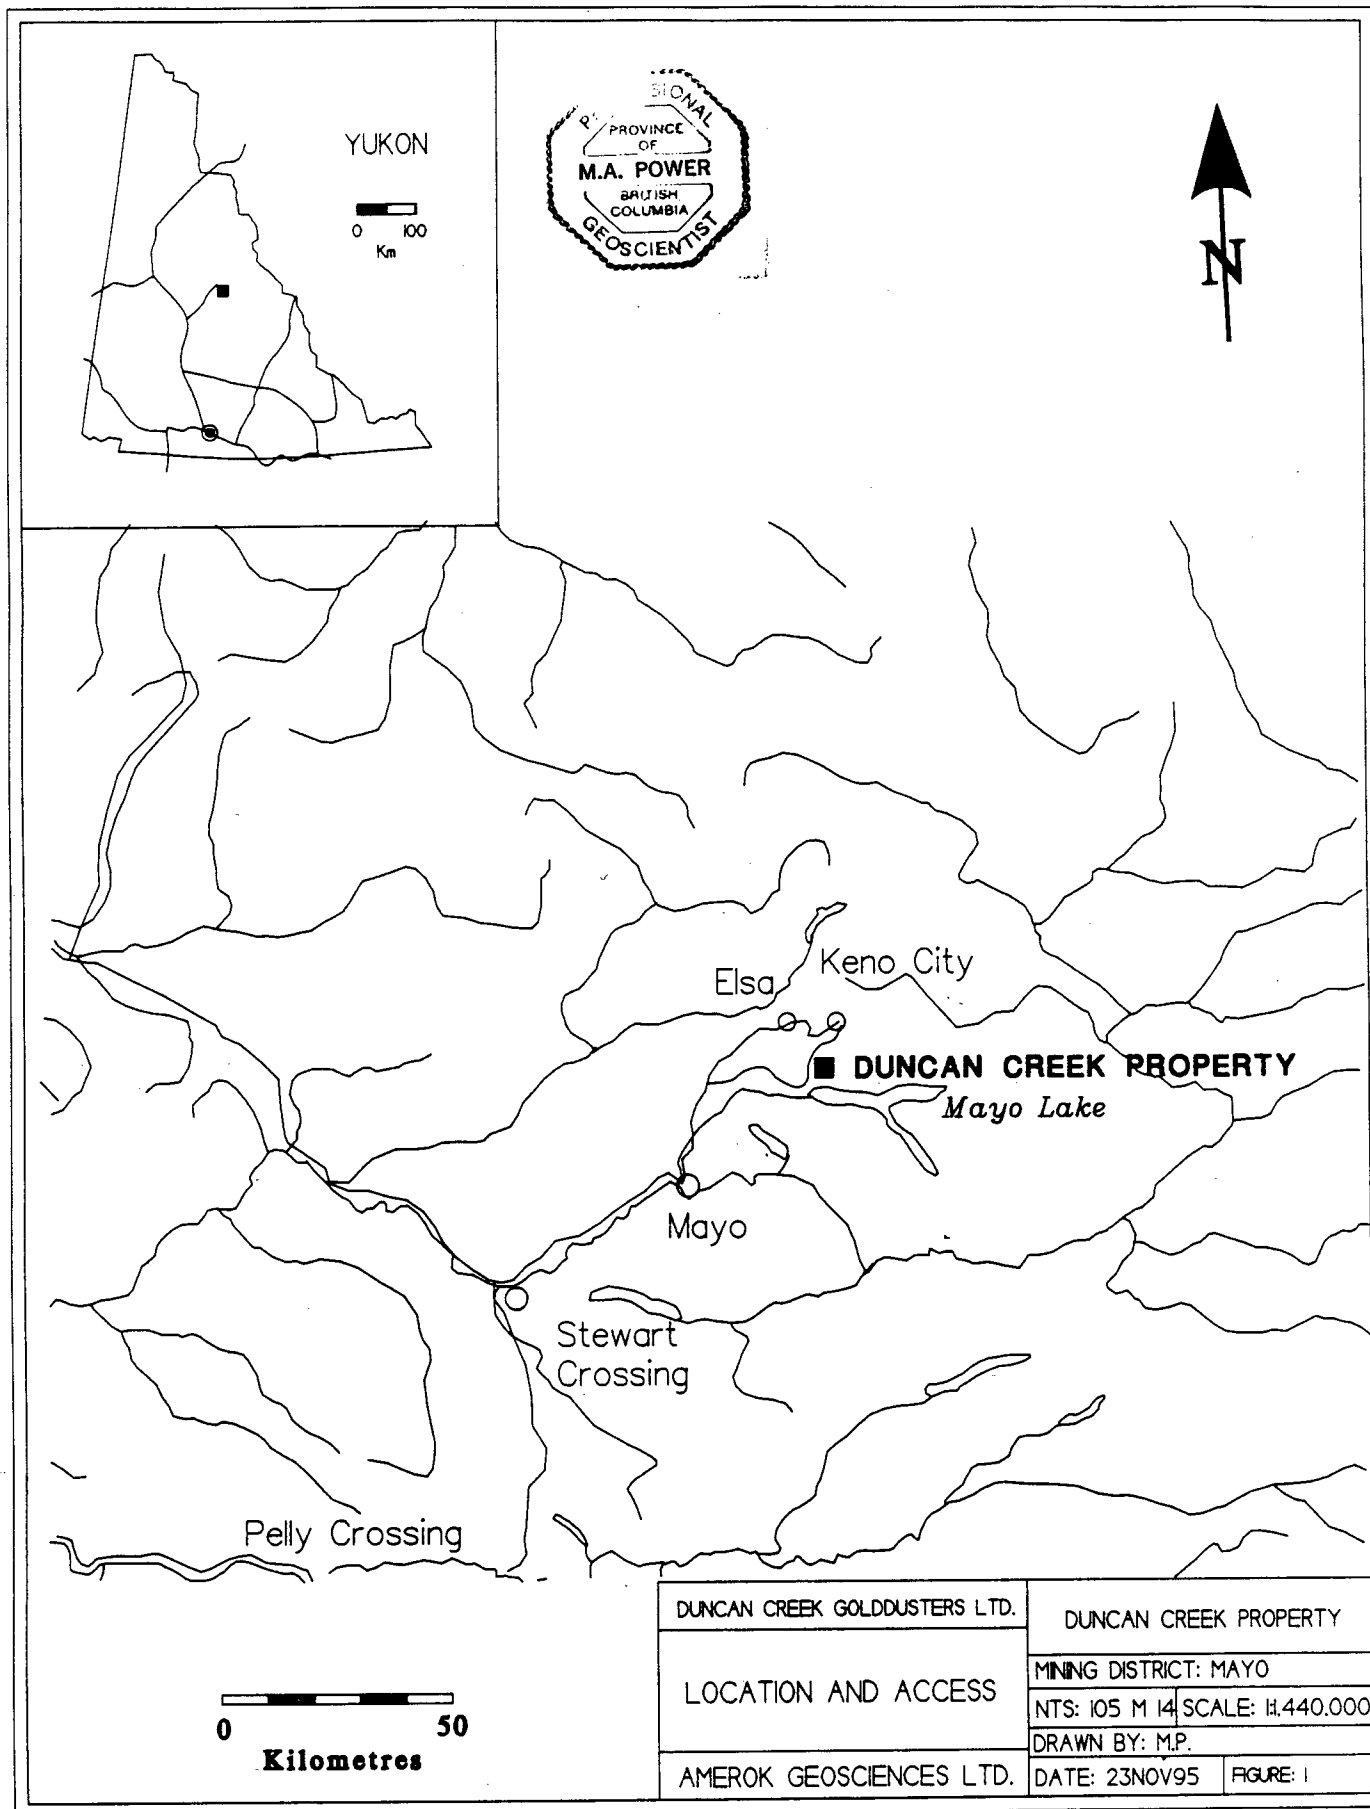 YUKON
0 100
Km
SIONAL
PROVINCE
OF
M.A. POWER
BRITISH
COLUMBIA
GEOSCIENTIST
N
Elsa
Keno City
DUNCAN CREEK PROPERTY
Mayo Lake
Mayo
Stewart
Crossing
Pelly Crossing
0 50
Kilometres
DUNCAN CREEK GOLDDUSTERS LTD.
LOCATION AND ACCESS
AMEROK GEOSCIENCES LTD.
DUNCAN CREEK PROPERTY
MINING DISTRICT: MAYO
NTS: 105 M 14 SCALE: 1:1,440,000
DRAWN BY: M.P.
DATE: 23NOV95 FIGURE: 1